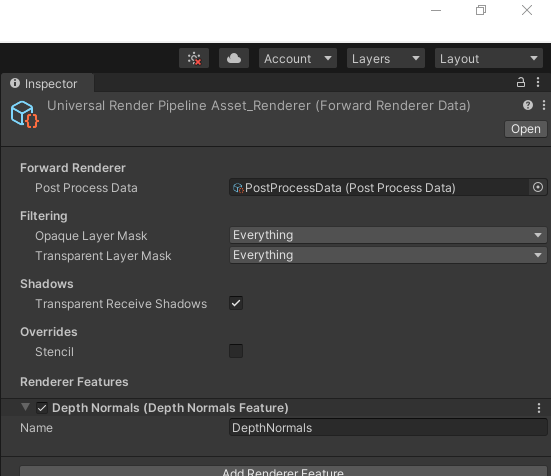 Account
Layers
Layout
Inspector
Universal Render Pipeline Asset_Renderer (Forward Renderer Data)
Open
Forward Renderer
Post Process Data
PostProcessData (Post Process Data)
Filtering
Opaque Layer Mask
Everything
Transparent Layer Mask
Everything
Shadows
Transparent Receive Shadows
Overrides
Stencil
Renderer Features
Depth Normals (Depth Normals Feature)
Name
DepthNormals
Add Renderer Feature